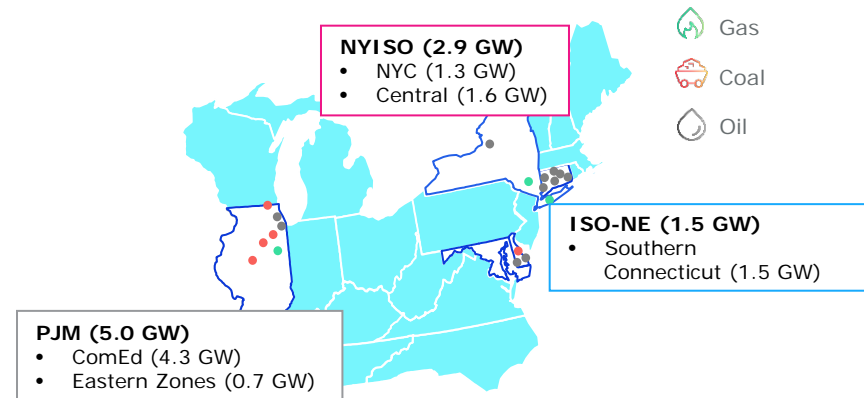 NYISO (2.9 GW)
• NYC (1.3 GW)
• Central (1.6 GW)
Gas
Coal
Oil
ISO-NE (1.5 GW)
• Southern
Connecticut (1.5 GW)
PJM (5.0 GW)
• ComEd (4.3 GW)
• Eastern Zones (0.7 GW)